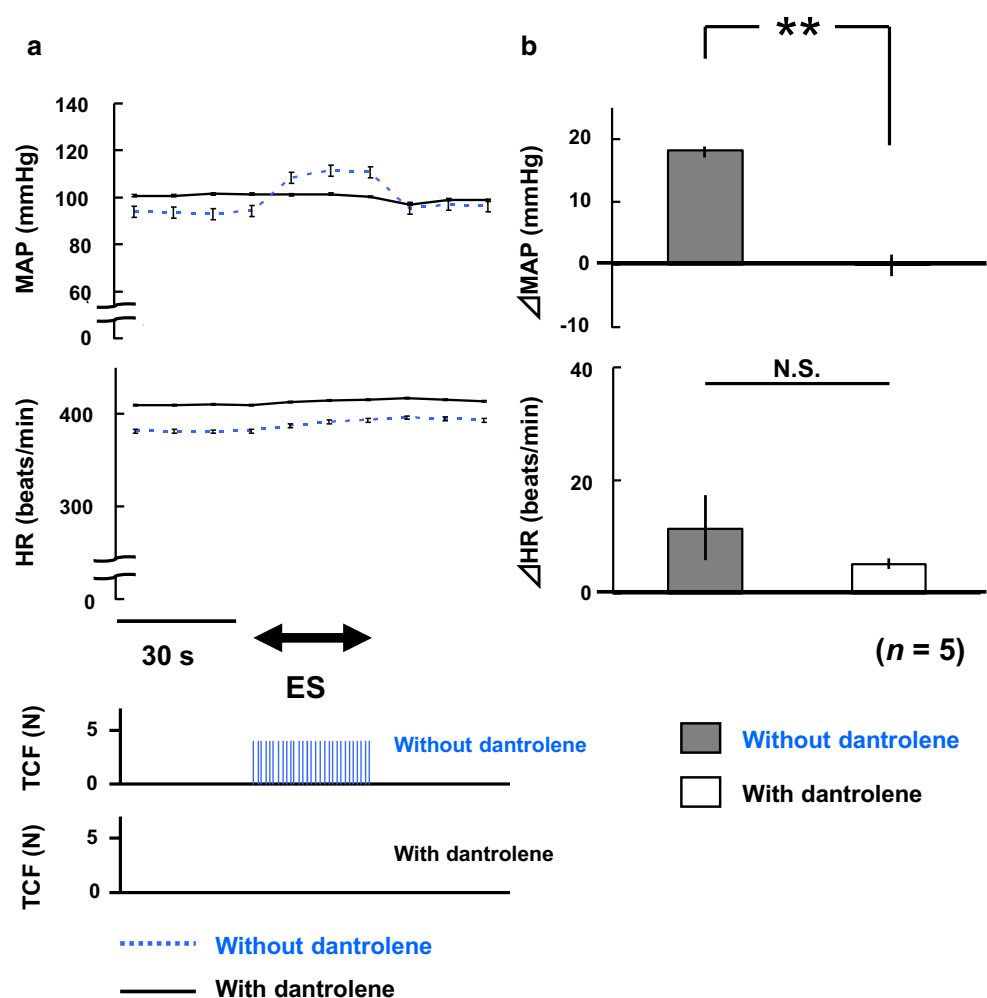 a
140
120
100
80
60
0
MAP (mmHg)
400
300
0
HR (beats/min)
30 s
ES
5
0
TCF (N)
Without dantrolene
5
0
TCF (N)
With dantrolene
Without dantrolene
With dantrolene
b
**
20
10
0
-10
⊿MAP (mmHg)
40
20
0
⊿HR (beats/min)
N.S.
(n = 5)
Without dantrolene
With dantrolene